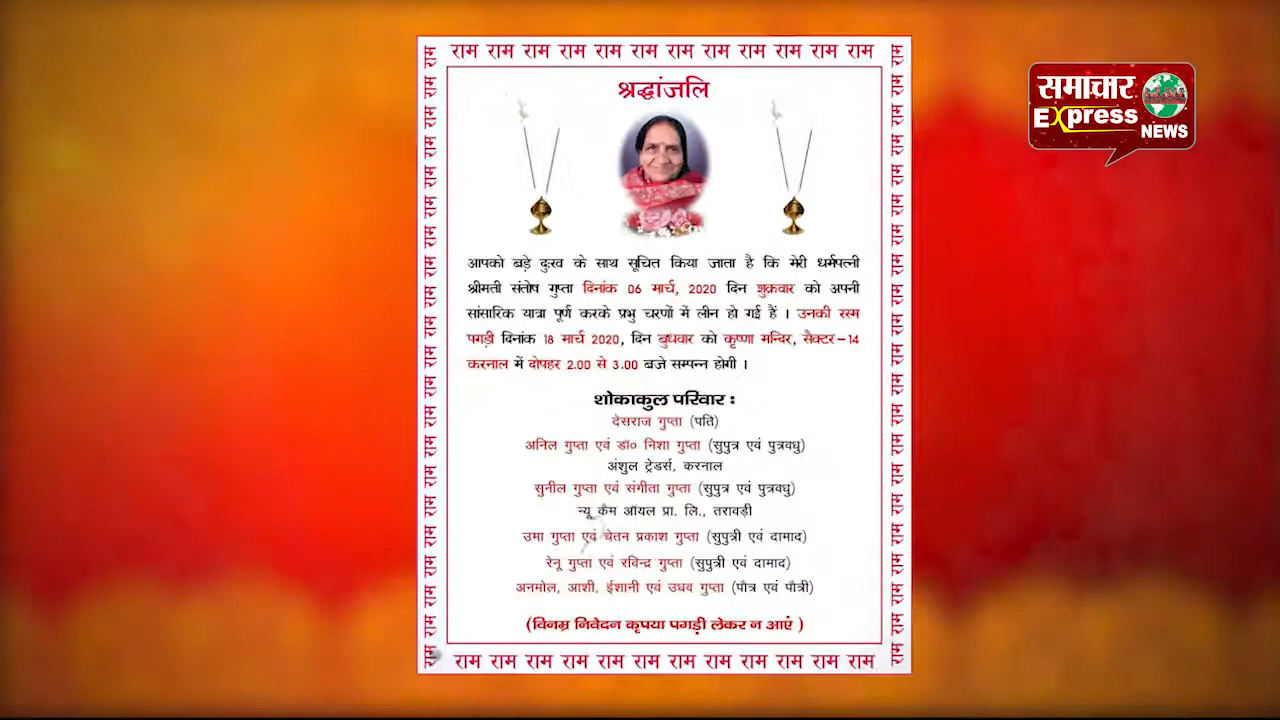 राम राम राम राम राम राम राम राम राम राम राम राम
श्रद्धांजलि
समाचार
Express
NEWS
आपको बड़े दुःख के साथ सूचित किया जाता है कि मेरी धर्मपत्नी
श्रीमती संतोष गुप्ता दिनांक 06 मार्च, 2020 दिन शुक्रवार को अपनी
सांसारिक यात्रा पूर्ण करके प्रभु चरणों में लीन हो गई हैं । उनकी रस्म
पगड़ी दिनांक 18 मार्च 2020, दिन बुधवार को कृष्णा मन्दिर, सैक्टर-14
करनाल में दोपहर 2.00 से 3.00 बजे सम्पन्न होगी ।
शोकाकुल परिवार :
देसराज गुप्ता (पति)
अनिल गुप्ता एवं डॉ० निशा गुप्ता (सुपुत्र एवं पुत्रवधु)
अंशुल ट्रेडर्स, करनाल
सुनील गुप्ता एवं संगीता गुप्ता (सुपुत्र एवं पुत्रवधु)
न्यू कैम ऑयल प्रा. लि., तरावड़ी
उमा गुप्ता एवं चेतन प्रकाश गुप्ता (सुपुत्री एवं दामाद)
रेनू गुप्ता एवं रविन्द्र गुप्ता (सुपुत्री एवं दामाद)
अनमोल, आशी, ईशानी एवं उधव गुप्ता (पौत्र एवं पौत्री)
(विनम्र निवेदन कृपया पगड़ी लेकर न आएं )
राम राम राम राम राम राम राम राम राम राम राम राम
राम राम राम राम राम राम राम राम राम राम राम राम राम राम राम राम राम राम राम राम राम
राम राम राम राम राम राम राम राम राम राम राम राम राम राम राम राम राम राम राम राम राम